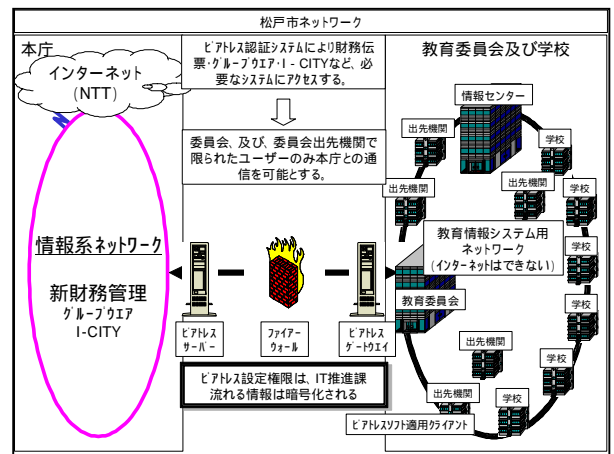 松戸市ネットワーク
本庁
インターネット
(NTT)
ﾋﾟｱﾄﾚｽ認証システムにより財務伝
票･ｸﾞﾙｰﾌﾟｳｴｱ･I - CITYなど、必
要なシステムにアクセスする。
委員会、及び、委員会出先機関で
限られたユーザーのみ本庁との通
信を可能とする。
情報系ﾈｯﾄﾜｰｸ
新財務管理
ｸﾞﾙｰﾌﾟｳｴｱ
I-CITY
ﾋﾟｱﾄﾚｽ
ｻｰﾊﾞｰ
ﾌｧｲｱｰ
ｳｫｰﾙ
ﾋﾟｱﾄﾚｽ
ｹﾞｰﾄｳｴｲ
ﾋﾟｱﾄﾚｽ設定権限は、IT推進課
流れる情報は暗号化される
教育委員会及び学校
情報センター
出先機関
学校
出先機関
出先機関
学校
教育情報システム用
ネットワーク
(インターネットはできない)
学校
教育委員会
学校
出先機関
学校
出先機関
学校
ﾋﾟｱﾄﾚｽｿﾌﾄ適用ｸﾗｲｱﾝﾄ